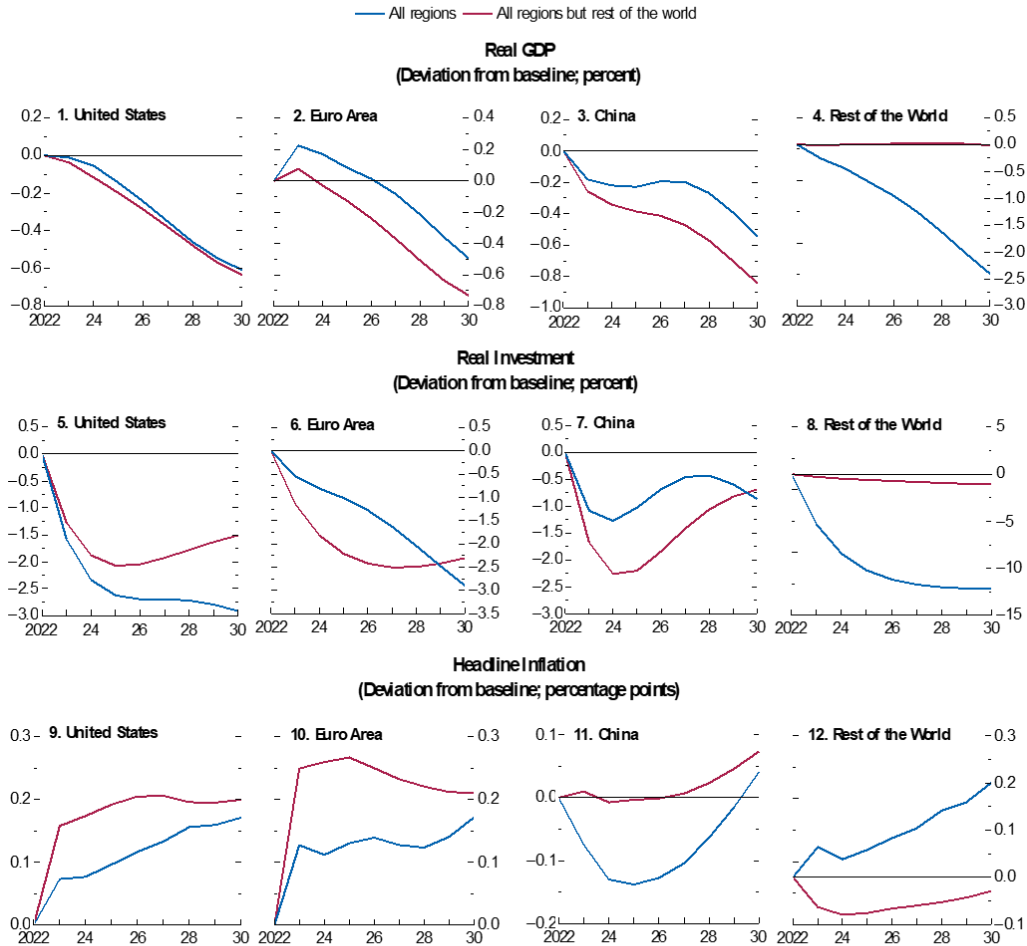 All regions All regions but rest of the world
Real GDP
(Deviation from baseline; percent)
1. United States 2. Euro Area 3. China 4. Rest of the World
0.2 0.0 −0.2 −0.4 −0.6 −0.8
0.4 0.2 0.0 −0.2 −0.4 −0.6 −0.8
0.2 0.0 −0.2 −0.4 −0.6 −0.8 −1.0
0.5 0.0 −0.5 −1.0 −1.5 −2.0 −2.5 −3.0
2022 24 26 28 30 2022 24 26 28 30 2022 24 26 28 30 2022 24 26 28 30
Real Investment
(Deviation from baseline; percent)
5. United States 6. Euro Area 7. China 8. Rest of the World
0.5 0.0 −0.5 −1.0 −1.5 −2.0 −2.5 −3.0
0.5 0.0 −0.5 −1.0 −1.5 −2.0 −2.5 −3.0 −3.5
0.5 0.0 −0.5 −1.0 −1.5 −2.0 −2.5 −3.0
5 0 −5 −10 −15
2022 24 26 28 30 2022 24 26 28 30 2022 24 26 28 30 2022 24 26 28 30
Headline Inflation
(Deviation from baseline; percentage points)
9. United States 10. Euro Area 11. China 12. Rest of the World
0.3 0.2 0.1 0.0
0.3 0.2 0.1 0.0
0.1 0.0 −0.1 −0.2
0.3 0.2 0.1 0.0 −0.1
2022 24 26 28 30 2022 24 26 28 30 2022 24 26 28 30 2022 24 26 28 30